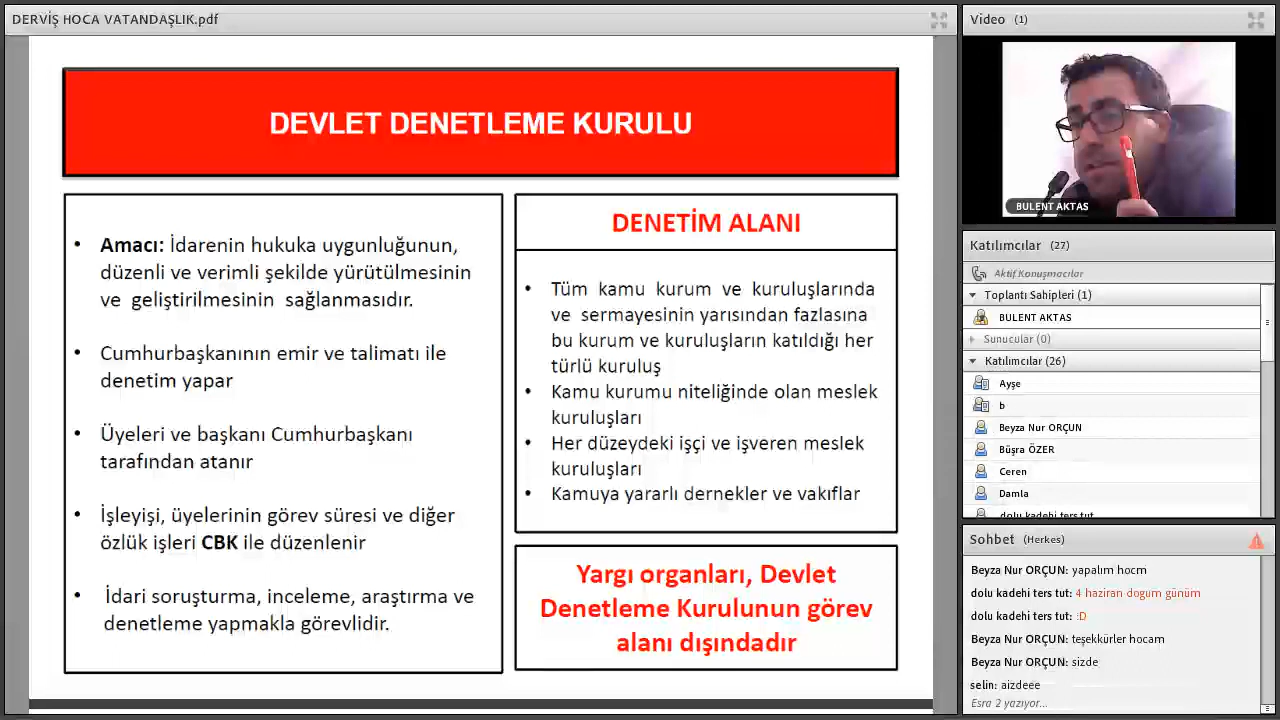 DERVİŞ HOCA VATANDAŞLIK.pdf
DEVLET DENETLEME KURULU
• Amacı: İdarenin hukuka uygunluğunun,
düzenli ve verimli şekilde yürütülmesinin
ve geliştirilmesinin sağlanmasıdır.
• Cumhurbaşkanının emir ve talimatı ile
denetim yapar
• Üyeleri ve başkanı Cumhurbaşkanı
tarafından atanır
• İşleyişi, üyelerinin görev süresi ve diğer
özlük işleri CBK ile düzenlenir
• İdari soruşturma, inceleme, araştırma ve
denetleme yapmakla görevlidir.
DENETİM ALANI
• Tüm kamu kurum ve kuruluşlarında
ve sermayesinin yarısından fazlasına
bu kurum ve kuruluşların katıldığı her
türlü kuruluş
• Kamu kurumu niteliğinde olan meslek
kuruluşları
• Her düzeydeki işçi ve işveren meslek
kuruluşları
• Kamuya yararlı dernekler ve vakıflar
Yargı organları, Devlet
Denetleme Kurulunun görev
alanı dışındadır
Video (1)
BULENT AKTAS
Katılımcılar (27)
Aktif Konuşmacılar
Toplantı Sahipleri (1)
BULENT AKTAS
Sunucular (0)
Katılımcılar (26)
Ayşe
b
Beyza Nur ORÇUN
Büşra ÖZER
Ceren
Damla
dolu kadehi ters tut
Sohbet (Herkes)
Beyza Nur ORÇUN: yapalım hocm
dolu kadehi ters tut: 4 haziran dogum günüm
dolu kadehi ters tut: :D
Beyza Nur ORÇUN: teşekkürler hocam
Beyza Nur ORÇUN: sizde
selin: aizdeee
Esra 2 yazıyor...